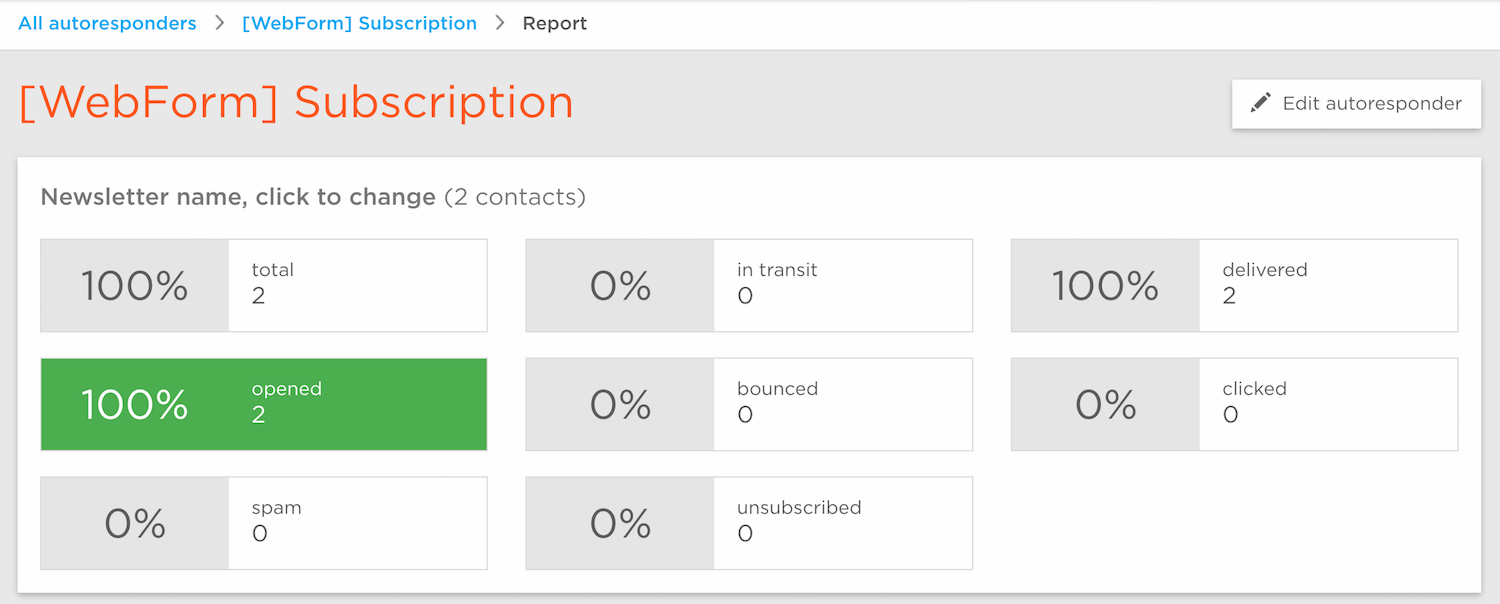 All autoresponders > [WebForm] Subscription > Report
[WebForm] Subscription
Edit autoresponder
Newsletter name, click to change (2 contacts)
100%
total
2
0%
in transit
0
100%
delivered
2
100%
opened
2
0%
bounced
0
0%
clicked
0
0%
spam
0
0%
unsubscribed
0